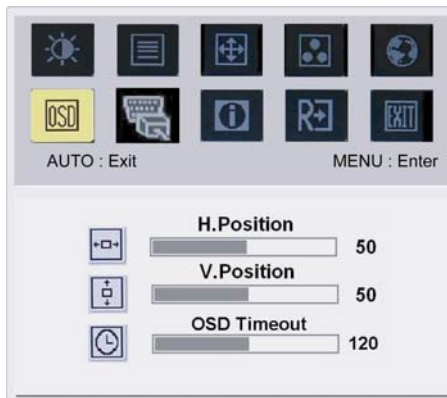 OSD R EXIT
AUTO : Exit MENU : Enter
H.Position
50
V.Position
50
OSD Timeout
120